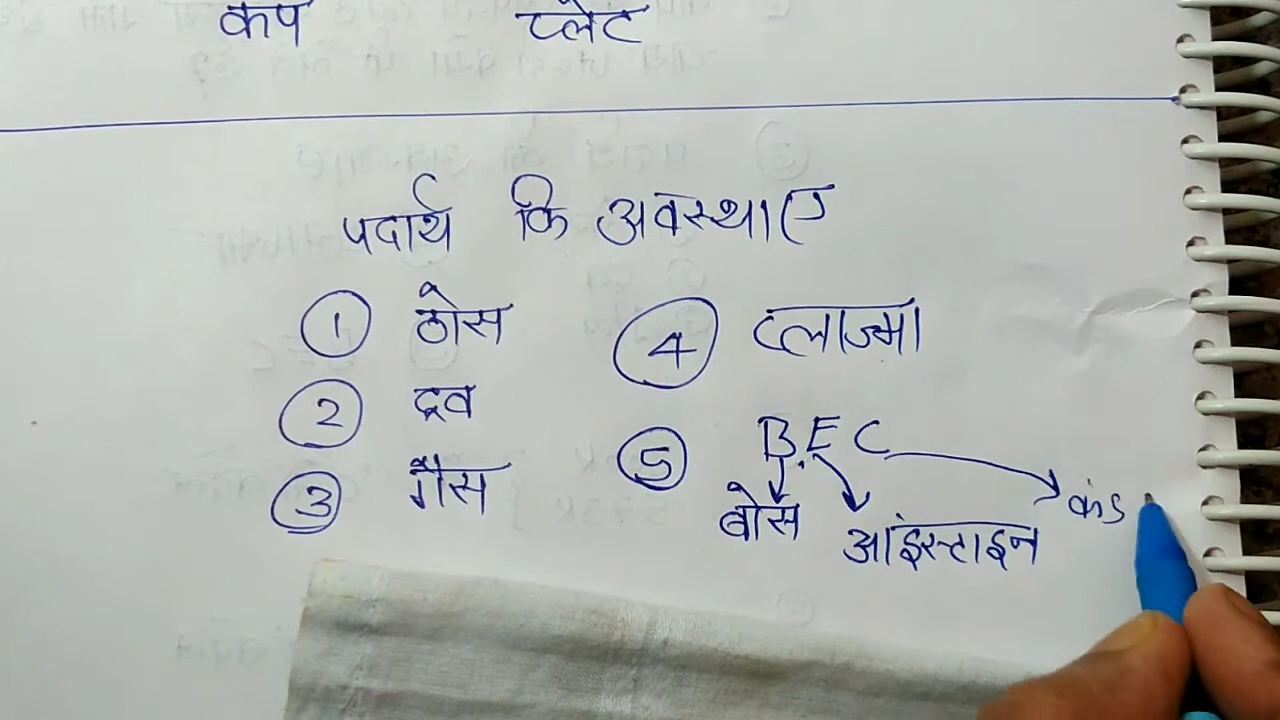 कप प्लेट
पदार्थ कि अवस्थाए
① ठोस
② द्रव
③ गैस
④ प्लाज्मा
⑤ B.E C
बोस
आइंस्टाइन
कंड